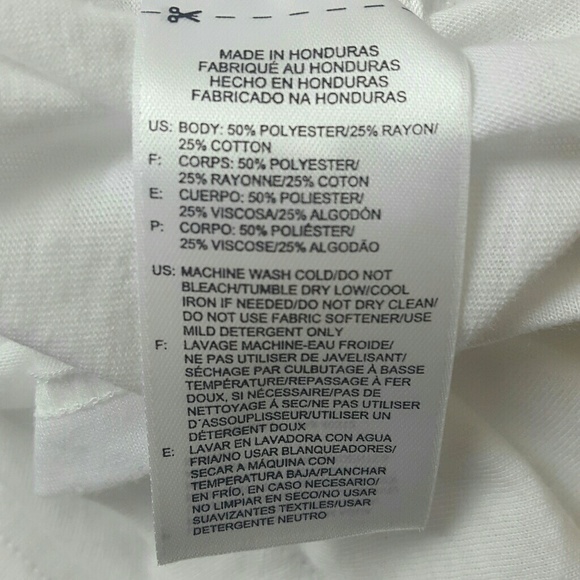 MADE IN HONDURAS
FABRIQUÉ AU HONDURAS
HECHO EN HONDURAS
FABRICADO NA HONDURAS
US: BODY: 50% POLYESTER/25% RAYON/
25% COTTON
F: CORPS: 50% POLYESTER/
25% RAYONNE/25% COTON
E: CUERPO: 50% POLIESTER/
25% VISCOSA/25% ALGODÓN
P: CORPO: 50% POLIÉSTER/
25% VISCOSE/25% ALGODÃO
US: MACHINE WASH COLD/DO NOT
BLEACH/TUMBLE DRY LOW/COOL
IRON IF NEEDED/DO NOT DRY CLEAN/
DO NOT USE FABRIC SOFTENER/USE
MILD DETERGENT ONLY
F: LAVAGE MACHINE-EAU FROIDE/
NE PAS UTILISER DE JAVELISANT/
SÉCHAGE PAR CULBUTAGE À BASSE
TEMPÉRATURE/REPASSAGE À FER
DOUX, SI NÉCESSAIRE/PAS DE
NETTOYAGE Á SEC/NE PAS UTILISER
D´ASSOUPLISSEUR/UTILISER UN
DÉTERGENT DOUX
E: LAVAR EN LAVADORA CON AGUA
FRIA/NO USAR BLANQUEADORES/
SECAR A MÁQUINA CON
TEMPERATURA BAJA/PLANCHAR
EN FRÍO, EN CASO NECESARIO/
NO LIMPIAR EN SECO/NO USAR
SUAVIZANTES TEXTILES/USAR
DETERGENTE NEUTRO